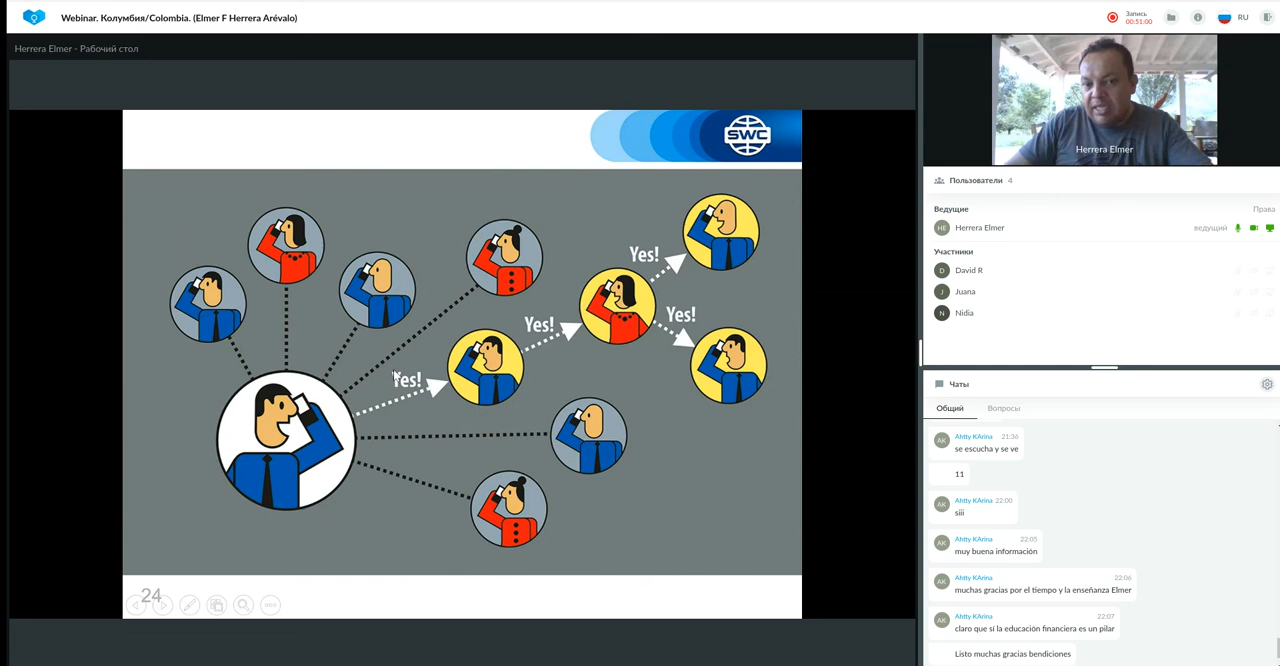 Webinar. Колумбия/Colombia. (Elmer F Herrera Arévalo)
Запись
00:51:00
RU
Herrera Elmer - Рабочий стол
SWC
Yes!
Yes!
Yes!
Yes!
24
Herrera Elmer
Пользователи 4
Ведущие Права
HE Herrera Elmer ведущий
Участники
D David R
J Juana
N Nidia
Чаты
Общий Вопросы
AK Ahtty KArina 21:36
se escucha y se ve
11
AK Ahtty KArina 22:00
siii
AK Ahtty KArina 22:05
muy buena información
AK Ahtty KArina 22:06
muchas gracias por el tiempo y la enseñanza Elmer
AK Ahtty KArina 22:07
claro que sí la educación financiera es un pilar
Listo muchas gracias bendiciones